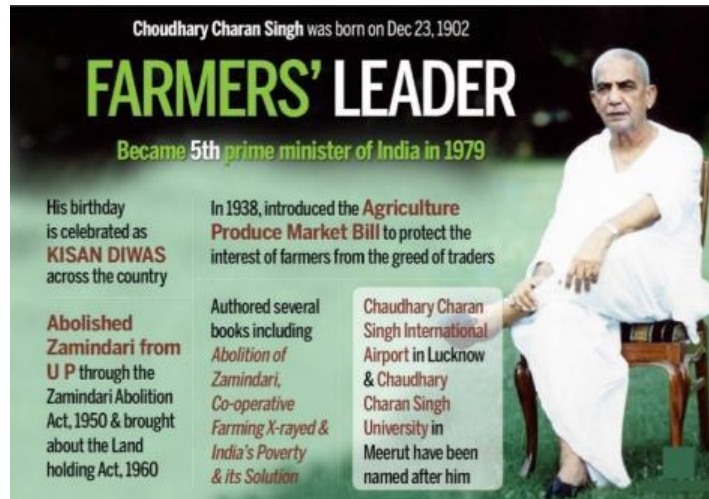 Choudhary Charan Singh was born on Dec 23, 1902
FARMERS' LEADER
Became 5th prime minister of India in 1979
His birthday
is celebrated as
KISAN DIWAS
across the country
In 1938, introduced the Agriculture
Produce Market Bill to protect the
interest of farmers from the greed of traders
Abolished
Zamindari from
U P through the
Zamindari Abolition
Act, 1950 & brought
about the Land
holding Act, 1960
Authored several
books including
Abolition of
Zamindari,
Co-operative
Farming X-rayed &
India's Poverty
& its Solution
Chaudhary Charan
Singh International
Airport in Lucknow
& Chaudhary
Charan Singh
University in
Meerut have been
named after him